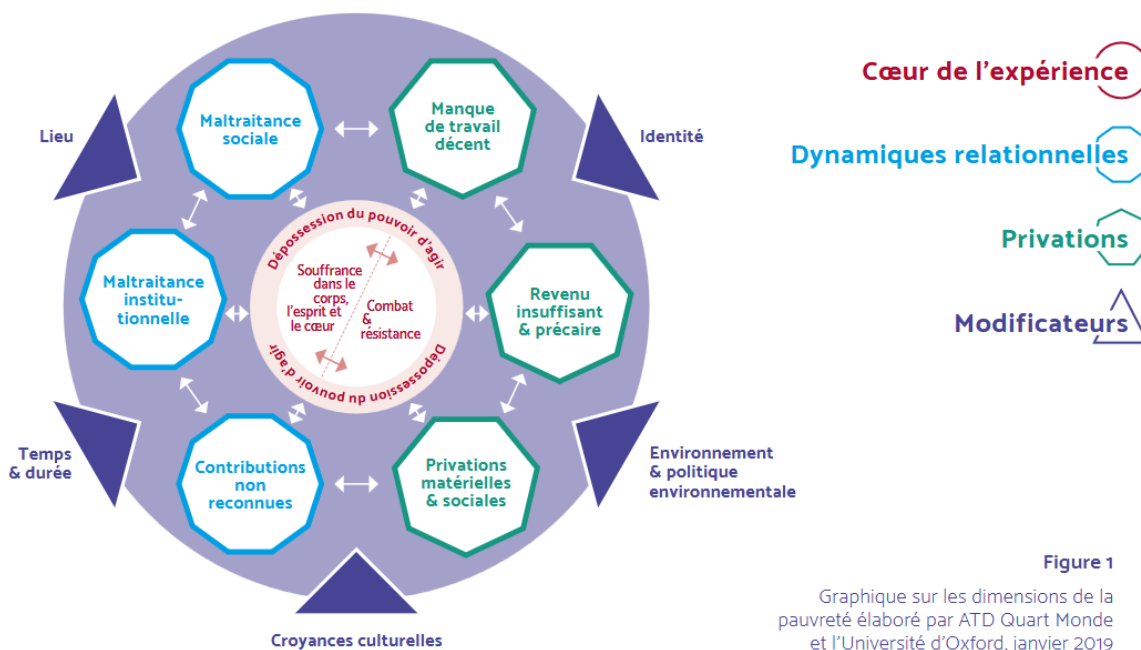 Maltraitance
sociale
Manque
de travail
décent
Lieu
Identité
Dépossession du pouvoir d'agir
Souffrance
dans le
corps,
l'esprit et
le cœur
Combat
&
résistance
Dépossession du pouvoir d'agir
Maltraitance
institu-
tionnelle
Revenu
insuffisant
& précaire
Temps
& durée
Contributions
non
reconnues
Privations
matérielles
& sociales
Environnement
& politique
environnementale
Croyances culturelles
Cœur de l'expérience
Dynamiques relationnelles
Privations
Modificateurs
Figure 1
Graphique sur les dimensions de la
pauvreté élaboré par ATD Quart Monde
et l'Université d'Oxford, janvier 2019